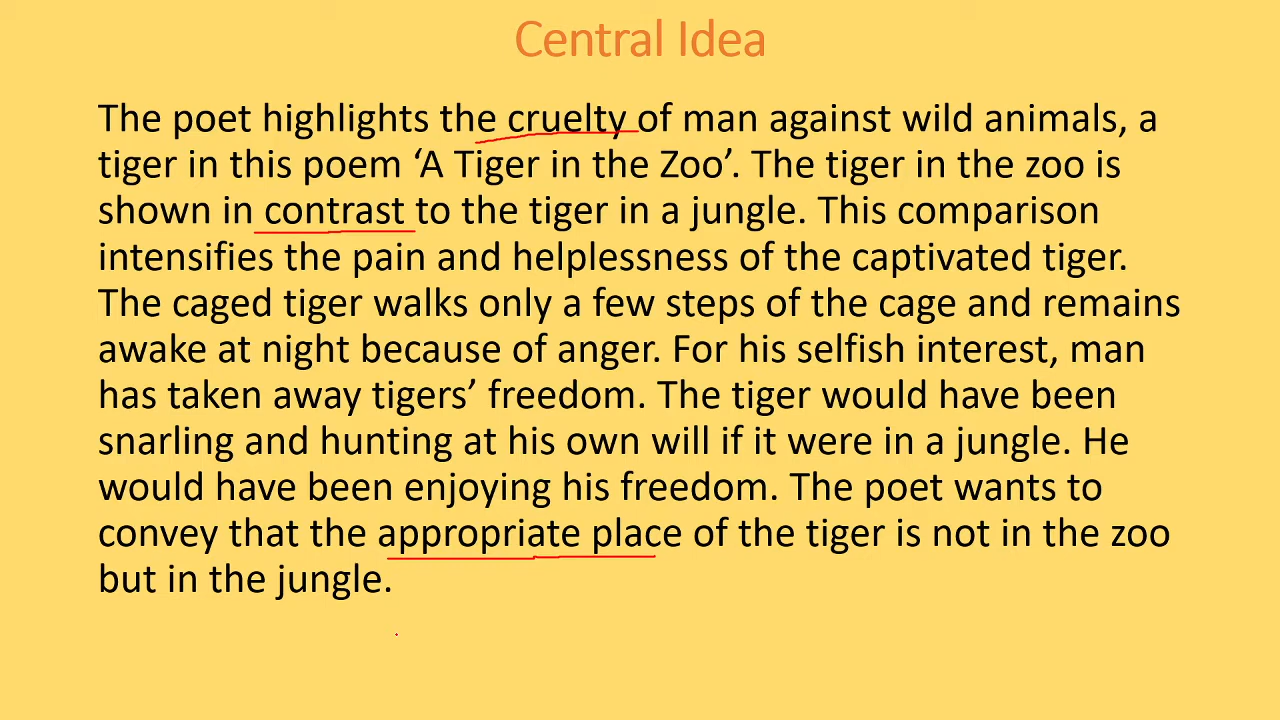 Central Idea
The poet highlights the cruelty of man against wild animals, a
tiger in this poem ‘A Tiger in the Zoo’. The tiger in the zoo is
shown in contrast to the tiger in a jungle. This comparison
intensifies the pain and helplessness of the captivated tiger.
The caged tiger walks only a few steps of the cage and remains
awake at night because of anger. For his selfish interest, man
has taken away tigers’ freedom. The tiger would have been
snarling and hunting at his own will if it were in a jungle. He
would have been enjoying his freedom. The poet wants to
convey that the appropriate place of the tiger is not in the zoo
but in the jungle.